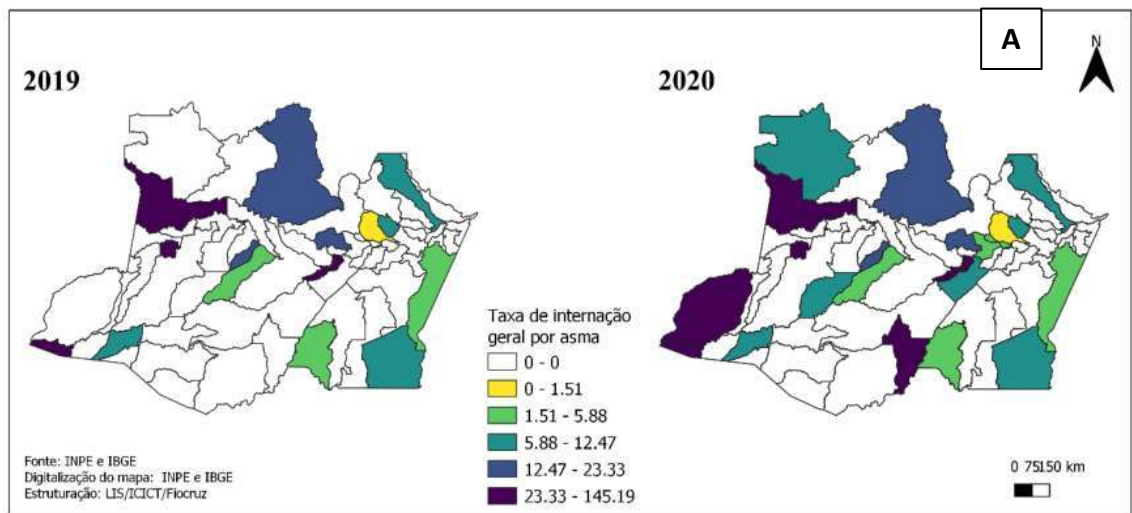 A
N
2019
2020
Taxa de internação
geral por asma
0 - 0
0 - 1.51
1.51 - 5.88
5.88 - 12.47
12.47 - 23.33
23.33 - 145.19
Fonte: INPE e IBGE
Digitalização do mapa: INPE e IBGE
Estruturação: LIS/ICICT/Fiocruz
0 75150 km